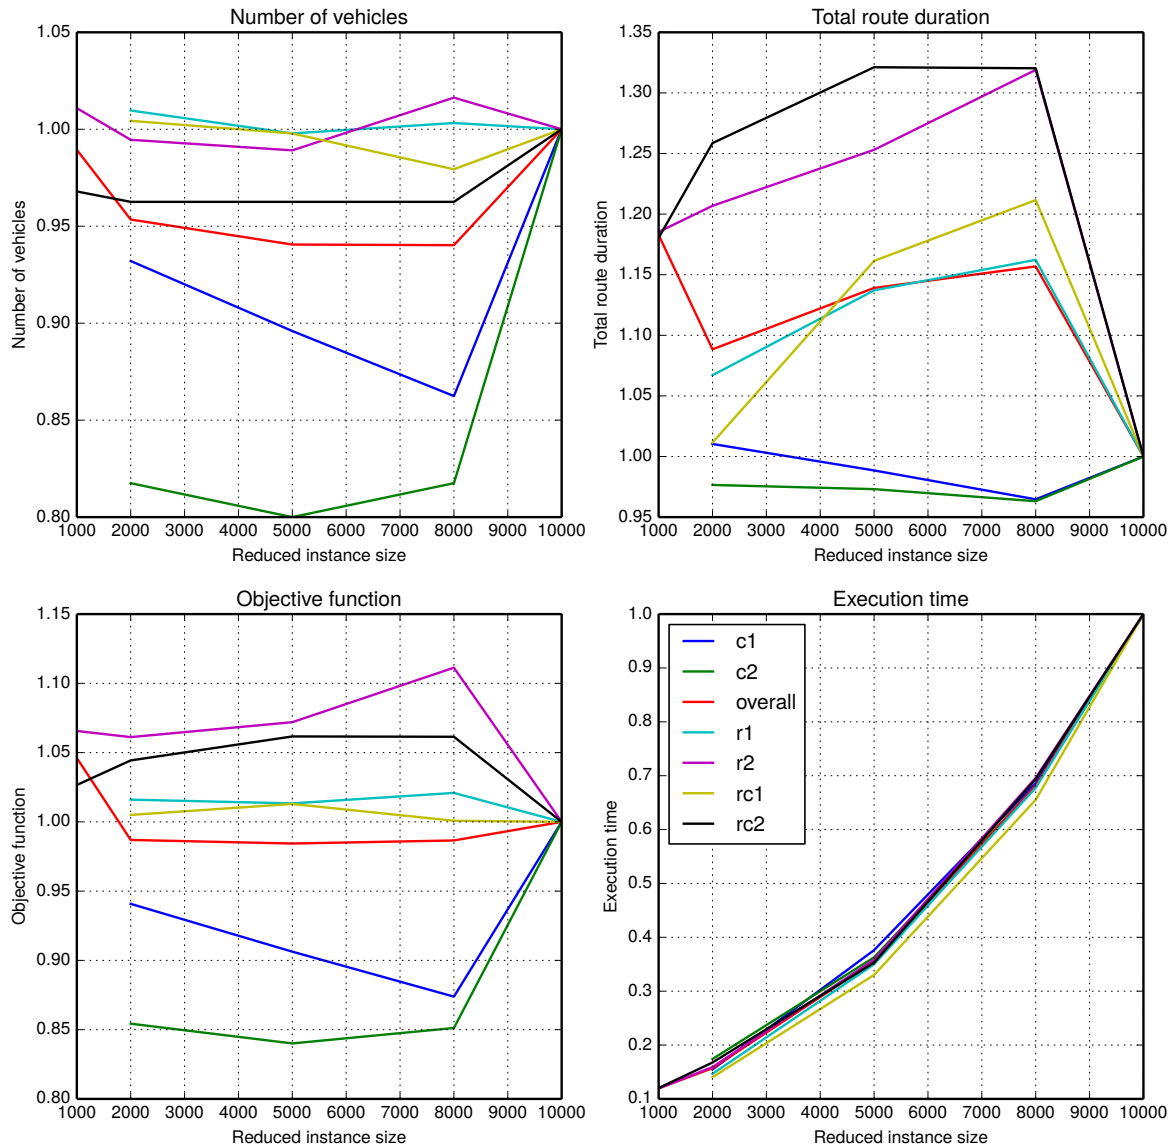 Number of vehicles
1.05
1.00
0.95
0.90
0.85
0.80
Number of vehicles
1000 2000 3000 4000 5000 6000 7000 8000 9000 10000
Reduced instance size
Total route duration
1.35
1.30
1.25
1.20
1.15
1.10
1.05
1.00
0.95
Total route duration
1000 2000 3000 4000 5000 6000 7000 8000 9000 10000
Reduced instance size
Objective function
1.15
1.10
1.05
1.00
0.95
0.90
0.85
0.80
Objective function
1000 2000 3000 4000 5000 6000 7000 8000 9000 10000
Reduced instance size
Execution time
1.0
0.9
0.8
0.7
0.6
0.5
0.4
0.3
0.2
0.1
Execution time
c1
c2
overall
r1
r2
rc1
rc2
1000 2000 3000 4000 5000 6000 7000 8000 9000 10000
Reduced instance size